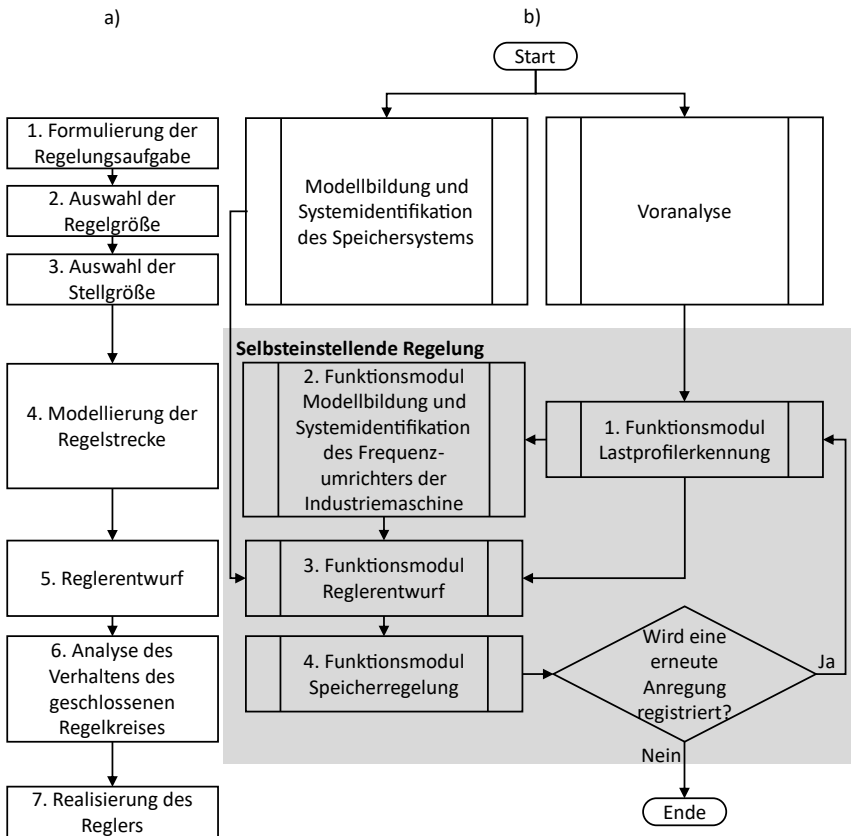 a)
1. Formulierung der
Regelungsaufgabe
2. Auswahl der
Regelgröße
3. Auswahl der
Stellgröße
4. Modellierung der
Regelstrecke
5. Reglerentwurf
6. Analyse des
Verhaltens des
geschlossenen
Regelkreises
7. Realisierung des
Reglers
b)
Start
Modellbildung und
Systemidentifikation
des Speichersystems
Voranalyse
Selbsteinstellende Regelung
2. Funktionsmodul
Modellbildung und
Systemidentifikation
des Frequenz-
umrichters der
Industriemaschine
1. Funktionsmodul
Lastprofilerkennung
3. Funktionsmodul
Reglerentwurf
4. Funktionsmodul
Speicherregelung
Wird eine
erneute
Anregung
registriert?
Ja
Nein
Ende